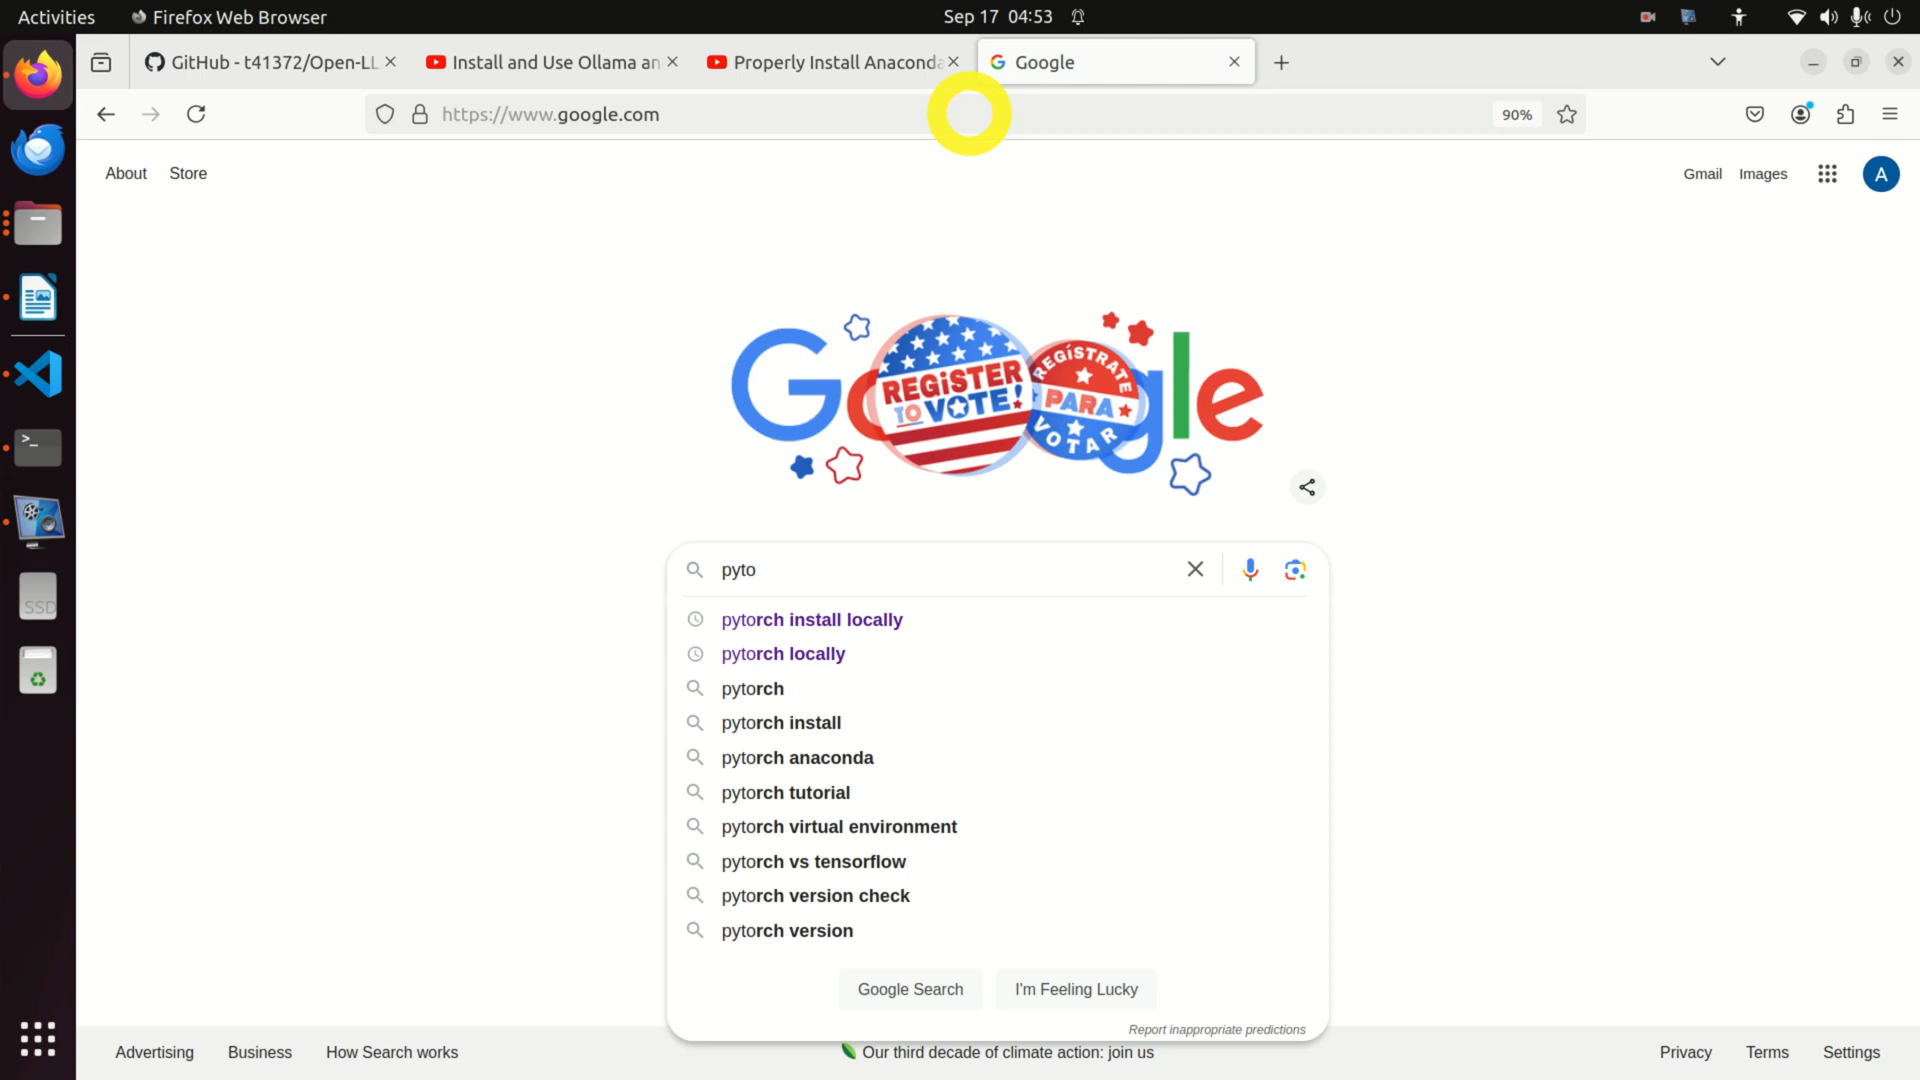 Activities
Firefox Web Browser
Sep 17 04:53
GitHub - t41372/Open-LL
Install and Use Ollama an
Properly Install Anaconda
Google
https://www.google.com
90%
About
Store
Gmail
Images
A
REGISTER
TO VOTE!
REGÍSTRATE
PARA
VOTAR
G
g
l
e
pyto
pytorch install locally
pytorch locally
pytorch
pytorch install
pytorch anaconda
pytorch tutorial
pytorch virtual environment
pytorch vs tensorflow
pytorch version check
pytorch version
Google Search
I'm Feeling Lucky
Report inappropriate predictions
SSD
Advertising
Business
How Search works
Our third decade of climate action: join us
Privacy
Terms
Settings